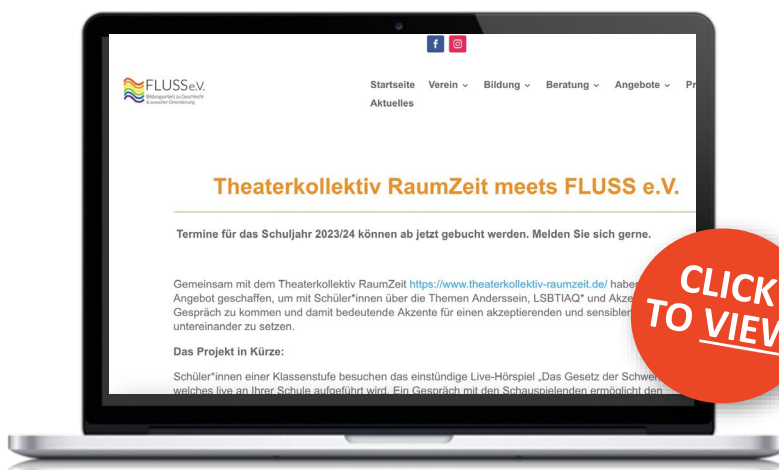 f
FLUSS e.V.
Bildungsarbeit zu Geschlecht
& sexueller Orientierung
Startseite Verein Bildung Beratung Angebote
Aktuelles
Theaterkollektiv RaumZeit meets FLUSS e.V.
Termine für das Schuljahr 2023/24 können ab jetzt gebucht werden. Melden Sie sich gerne.
Gemeinsam mit dem Theaterkollektiv RaumZeit https://www.theaterkollektiv-raumzeit.de/
Angebot geschaffen, um mit Schüler*innen über die Themen Anderssein, LSBTIAQ* und
Gespräch zu kommen und damit bedeutende Akzente für einen akzeptierenden und sensiblen
untereinander zu setzen.
Das Projekt in Kürze:
Schüler*innen einer Klassenstufe besuchen das einstündige Live-Hörspiel „Das Gesetz der
welches live an Ihrer Schule aufgeführt wird. Ein Gespräch mit den Schauspielenden ermöglicht den
CLICK
TO VIEW